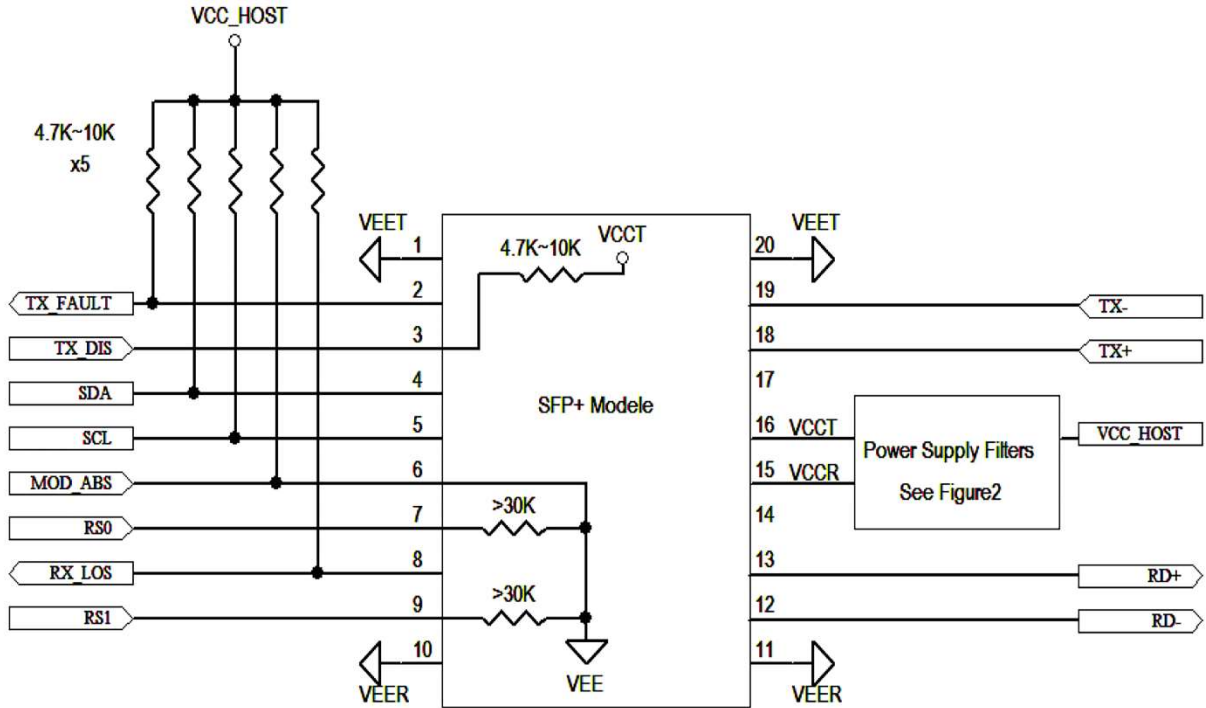 VCC_HOST
4.7K~10K
x5
VEET
1
2
3
4
5
6
7
8
9
10
VEER
TX_FAULT
TX_DIS
SDA
SCL
MOD_ABS
RS0
RX_LOS
RS1
4.7K~10K
VCCT
SFP+ Modele
>30K
>30K
VEE
20
19
18
17
16
15
14
13
12
11
VEET
VCCT
VCCR
Power Supply Filters
See Figure2
VEER
TX-
TX+
VCC_HOST
RD+
RD-